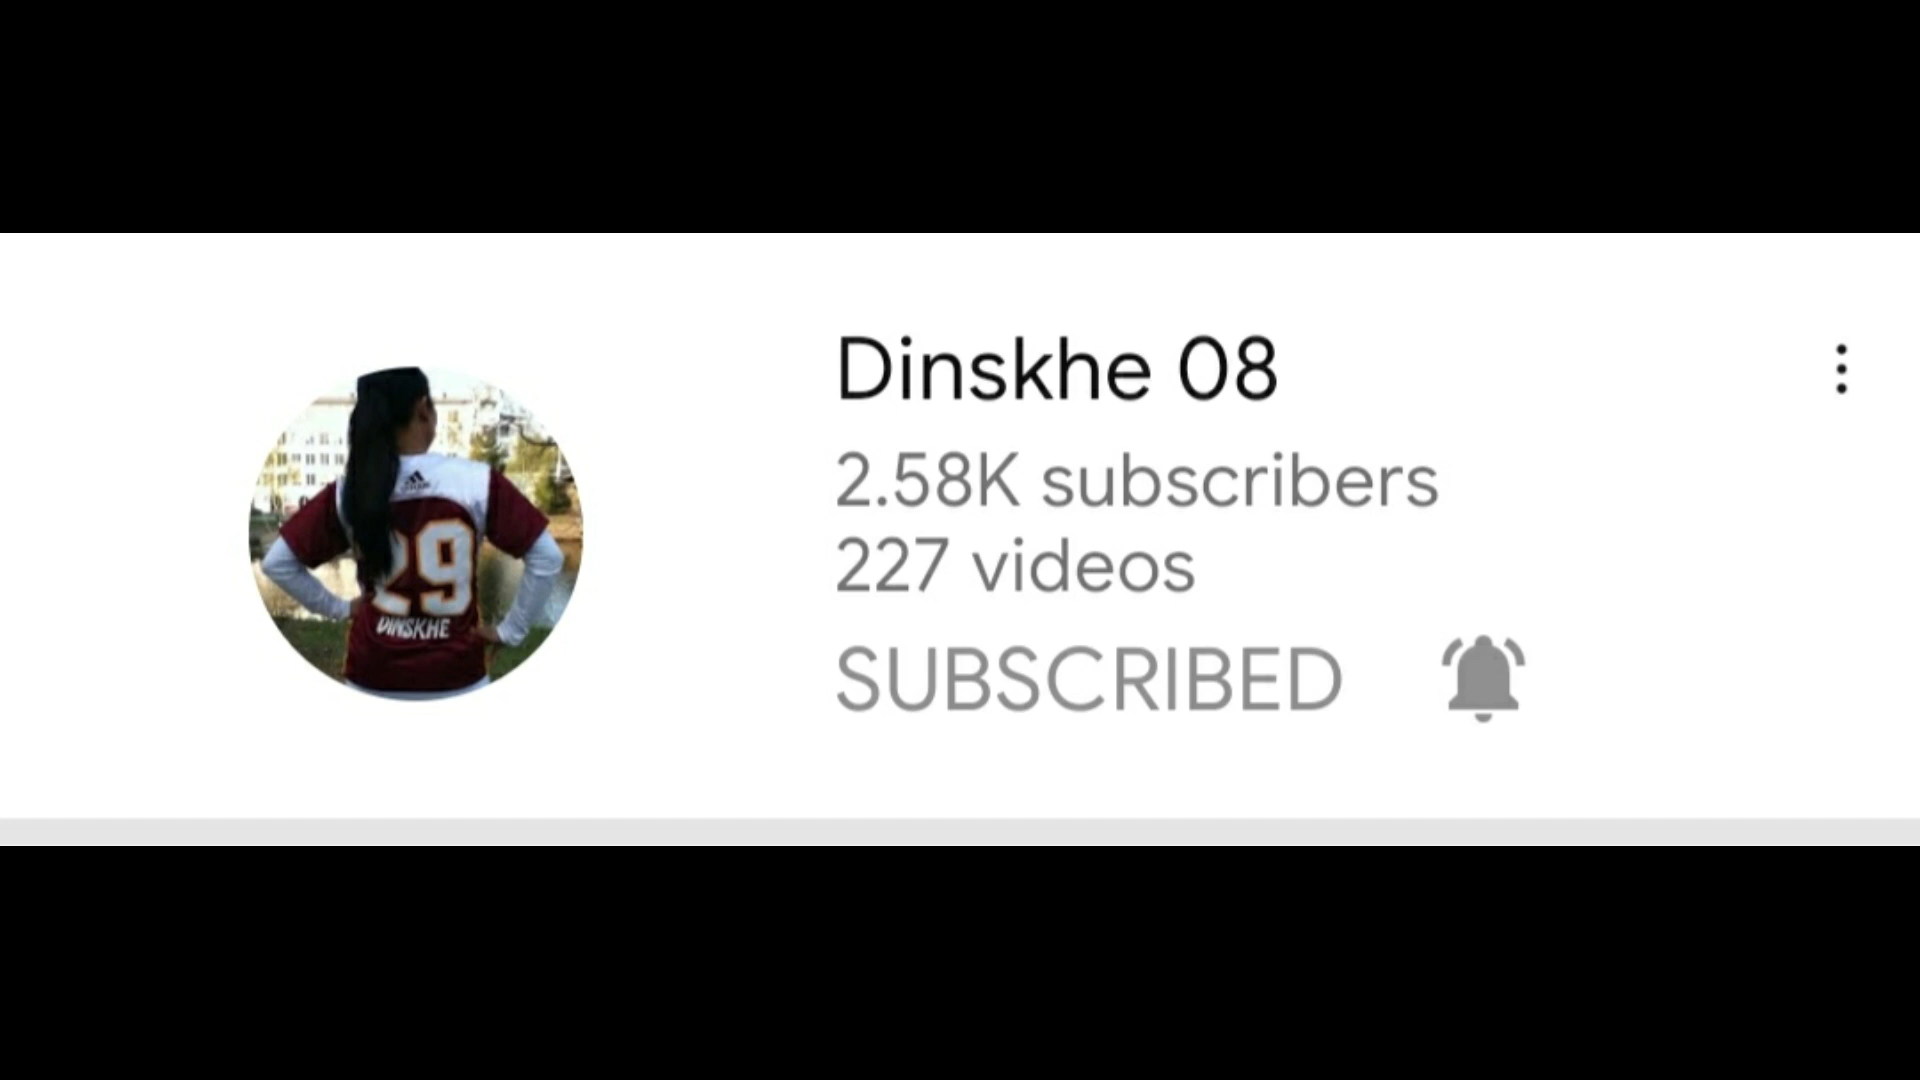 Dinskhe 08
2.58K subscribers
227 videos
SUBSCRIBED
29
DINSKHE